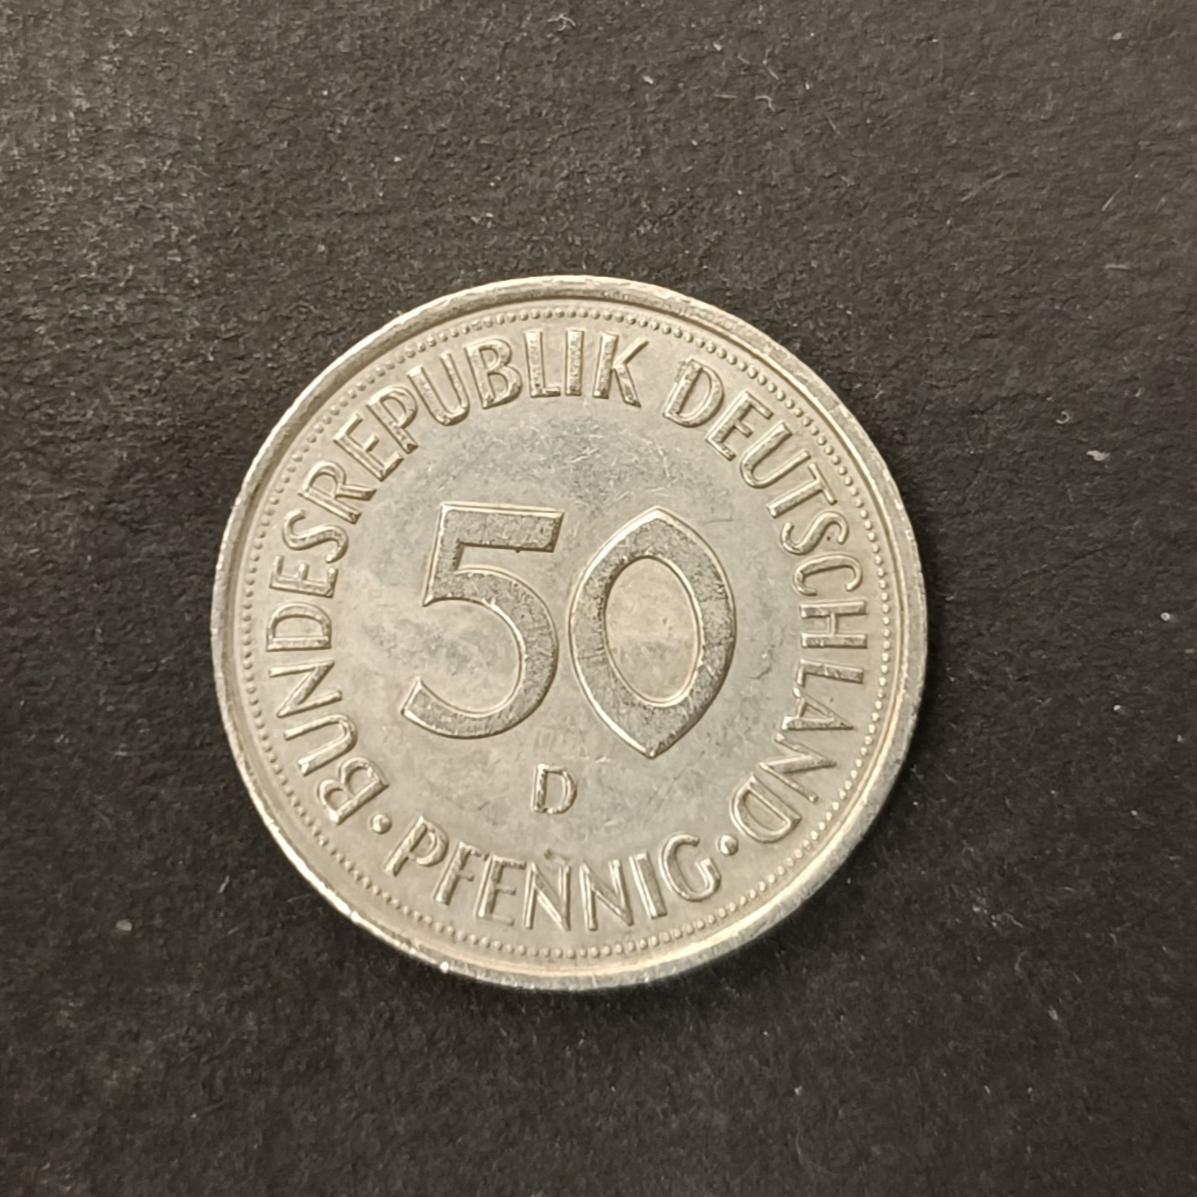 BUNDESREPUBLIK DEUTSCHLAND
50
D
· PFENNIG ·